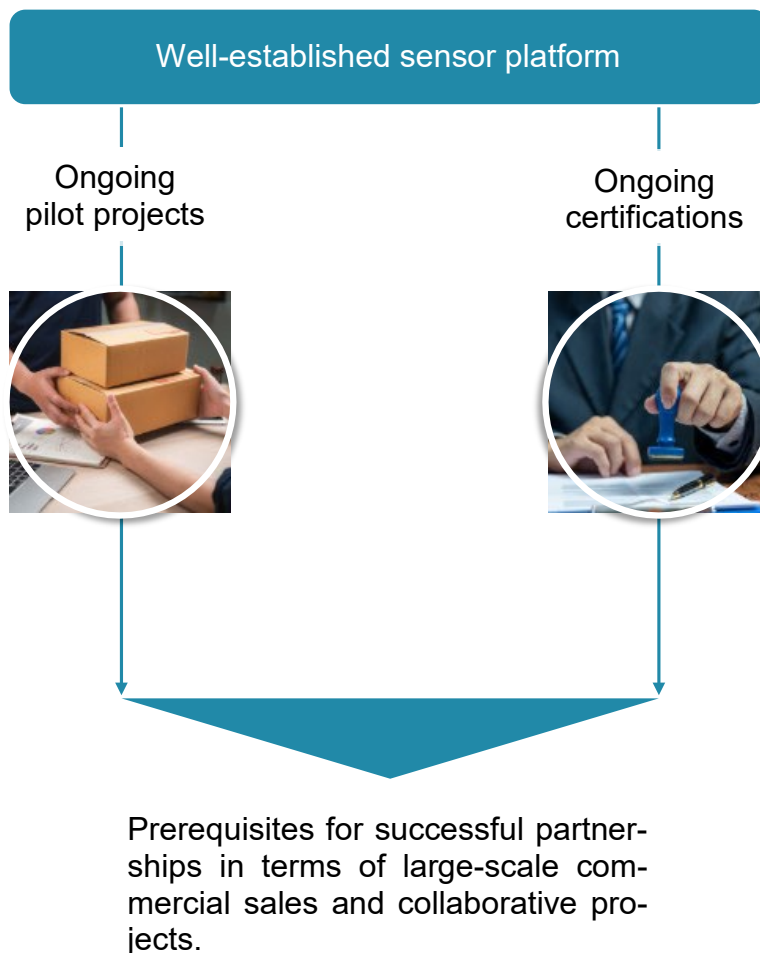 Well-established sensor platform
Ongoing
pilot projects
Ongoing
certifications
Prerequisites for successful partner-
ships in terms of large-scale com-
mercial sales and collaborative pro-
jects.